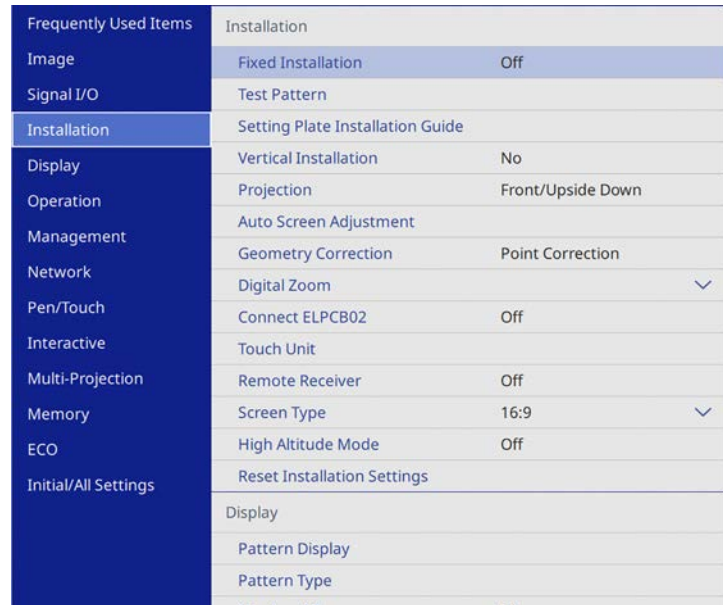 Frequently Used Items
Image
Signal I/O
Installation
Display
Operation
Management
Network
Pen/Touch
Interactive
Multi-Projection
Memory
ECO
Initial/All Settings
Installation
Fixed Installation Off
Test Pattern
Setting Plate Installation Guide
Vertical Installation No
Projection Front/Upside Down
Auto Screen Adjustment
Geometry Correction Point Correction
Digital Zoom
Connect ELPCB02 Off
Touch Unit
Remote Receiver Off
Screen Type 16:9
High Altitude Mode Off
Reset Installation Settings
Display
Pattern Display
Pattern Type